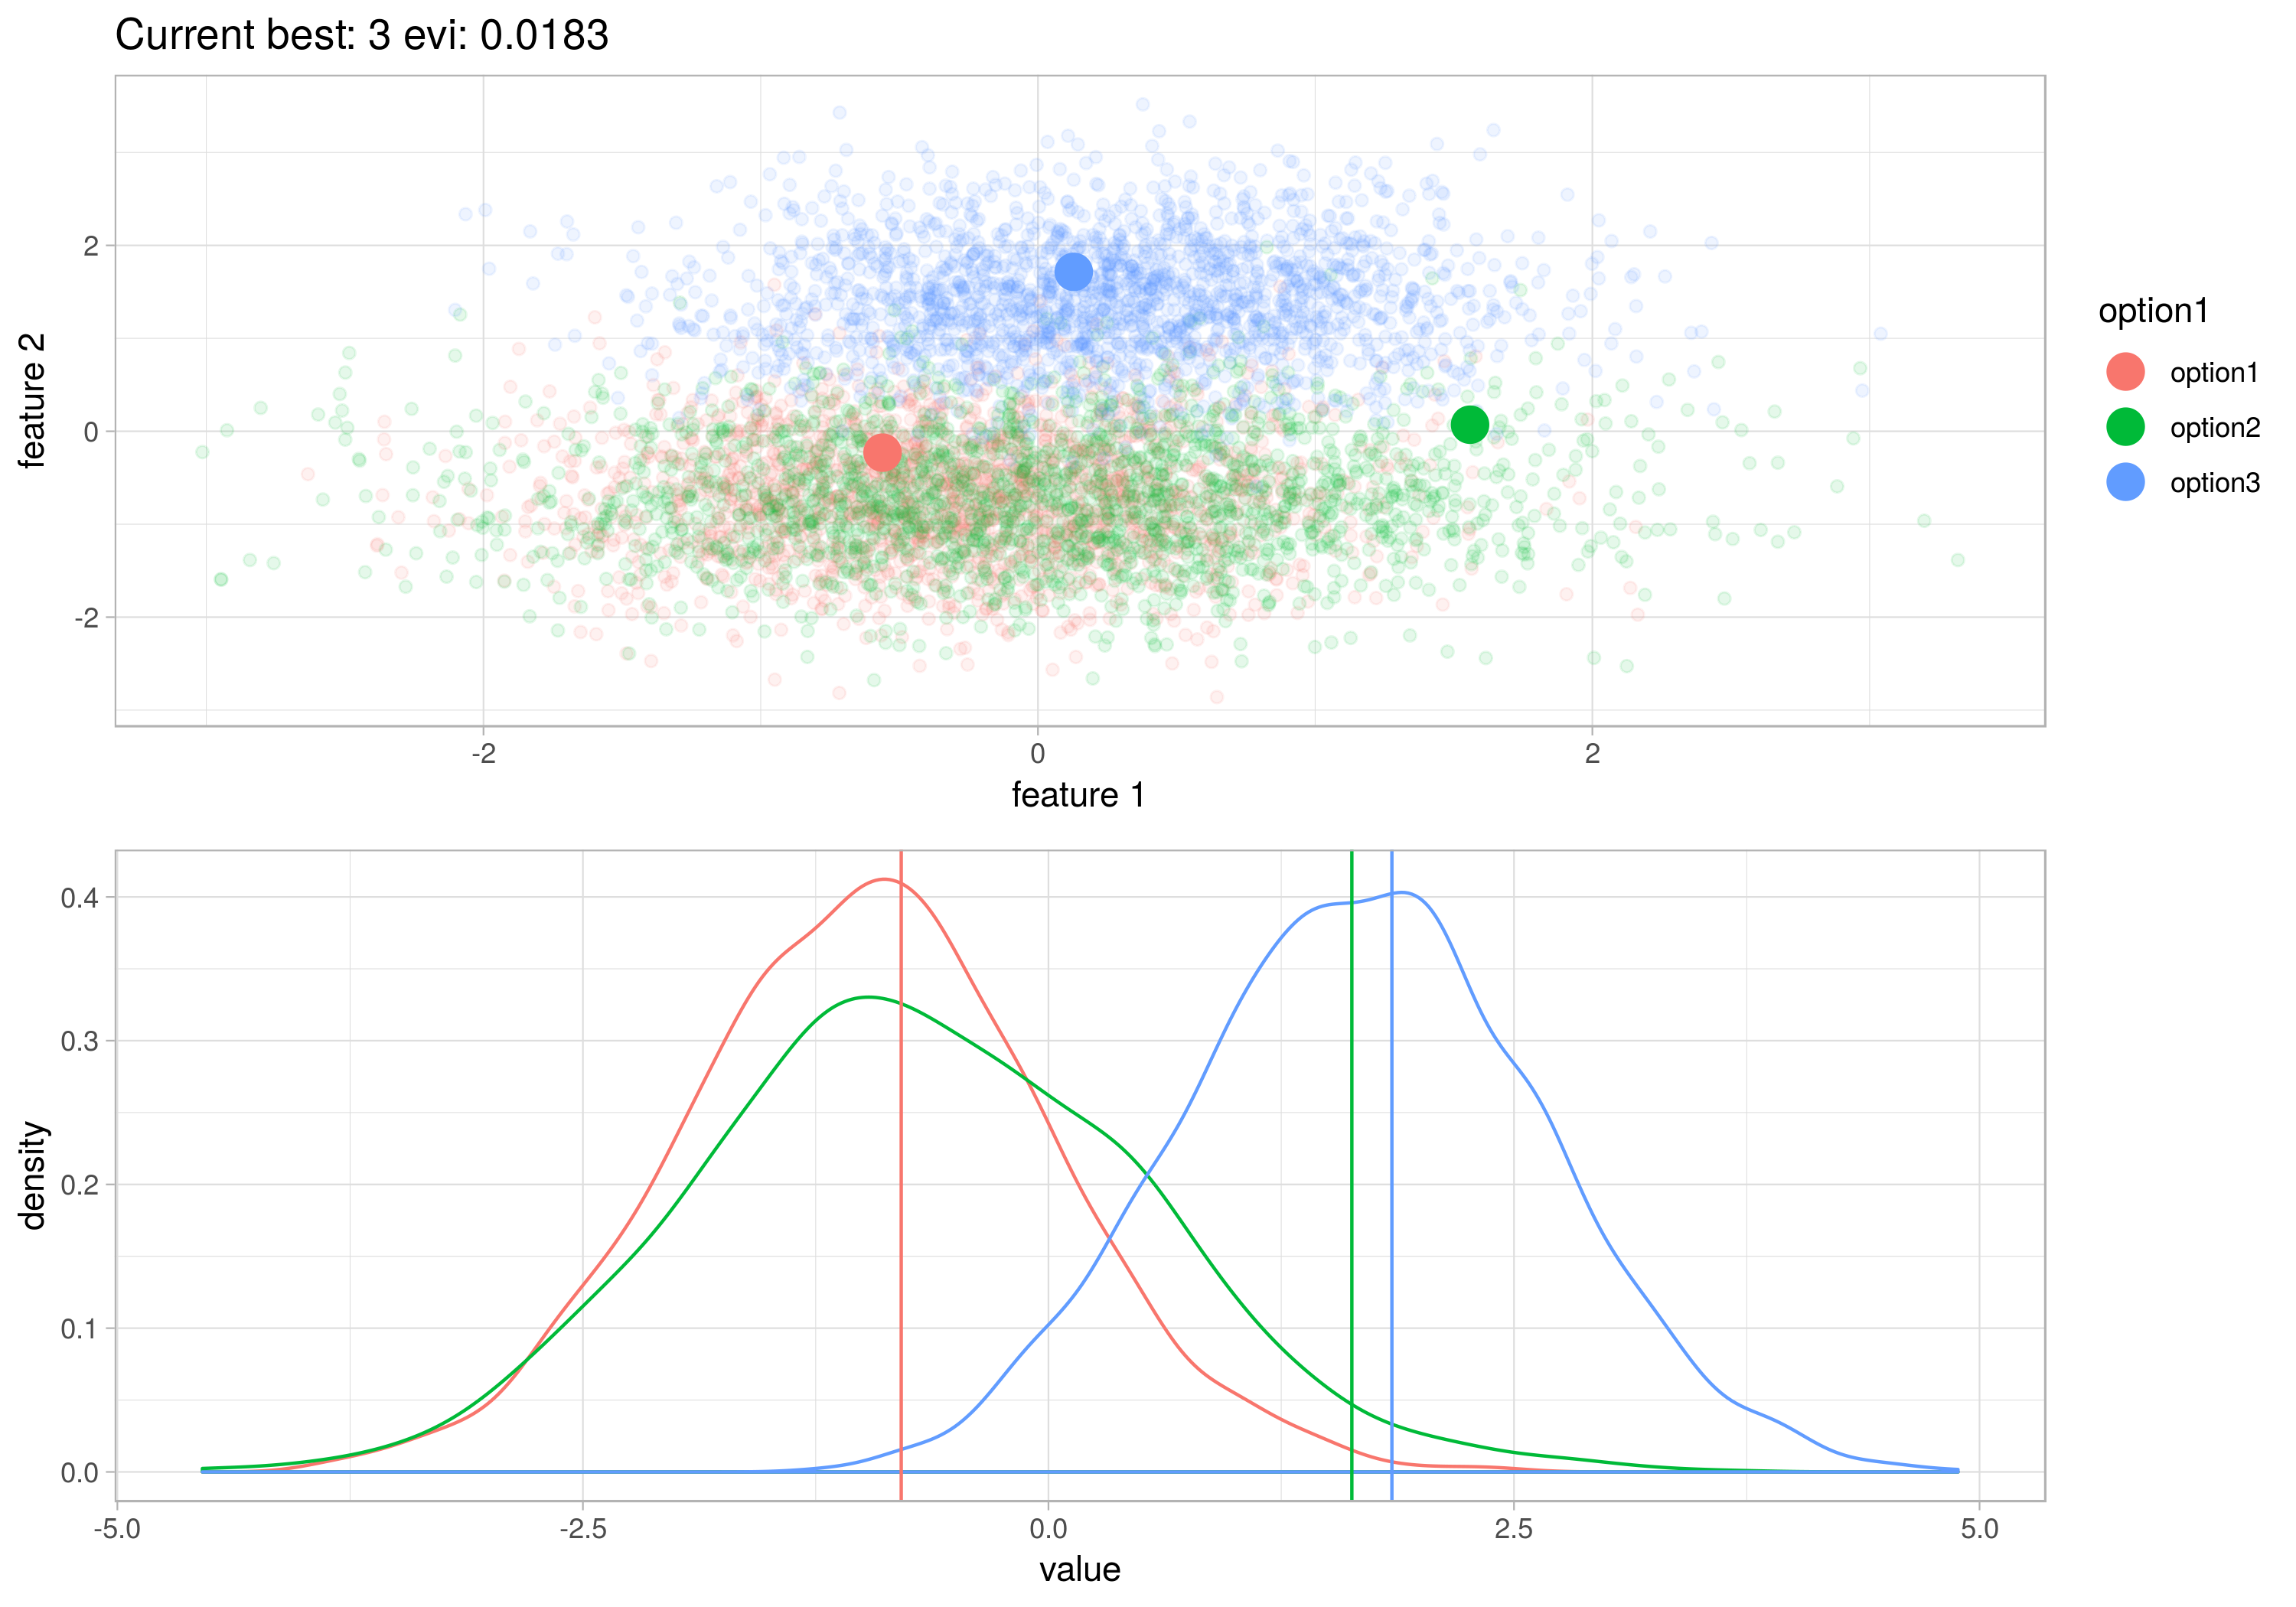 Current best: 3 evi: 0.0183
feature 2
2
0
-2
-2
0
2
feature 1
option1
option1
option2
option3
density
0.4
0.3
0.2
0.1
0.0
-5.0
-2.5
0.0
2.5
5.0
value